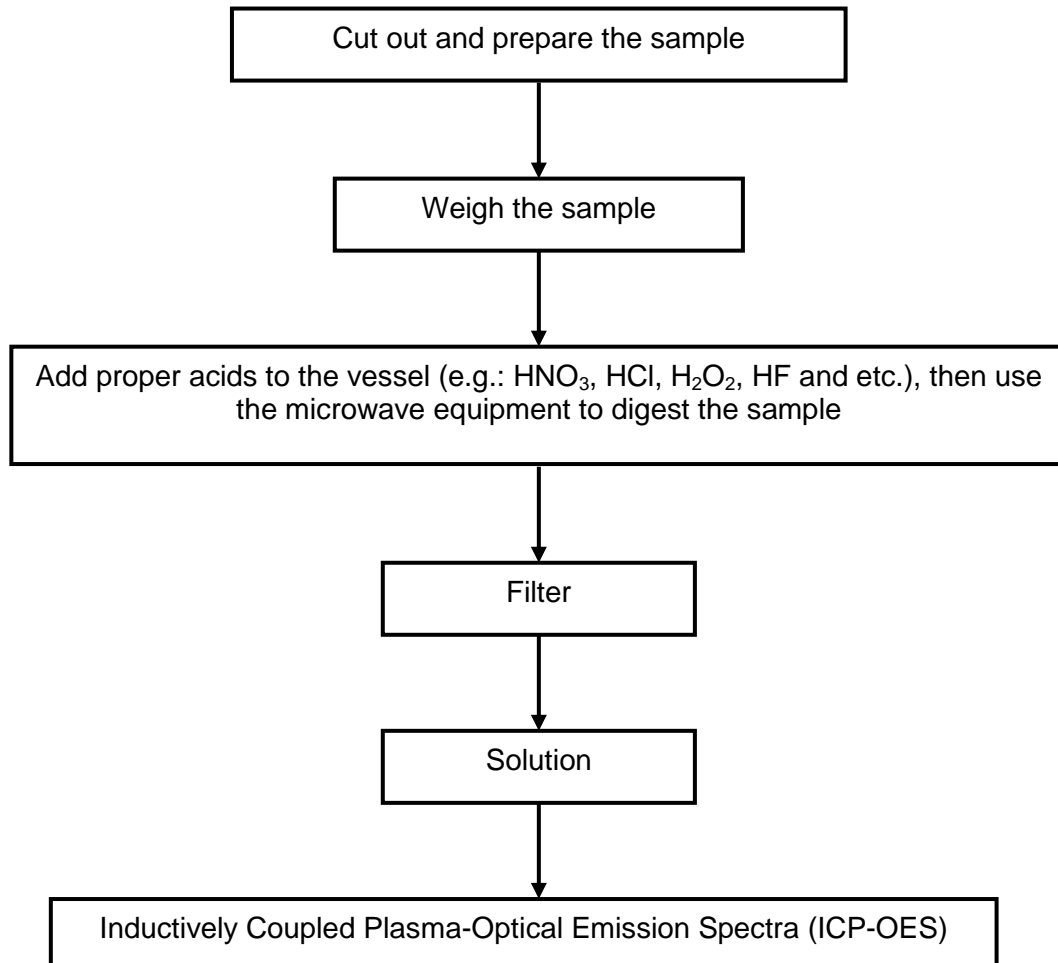 Cut out and prepare the sample
Weigh the sample
Add proper acids to the vessel (e.g.: HNO₃, HCl, H₂O₂, HF and etc.), then use
the microwave equipment to digest the sample
Filter
Solution
Inductively Coupled Plasma-Optical Emission Spectra (ICP-OES)